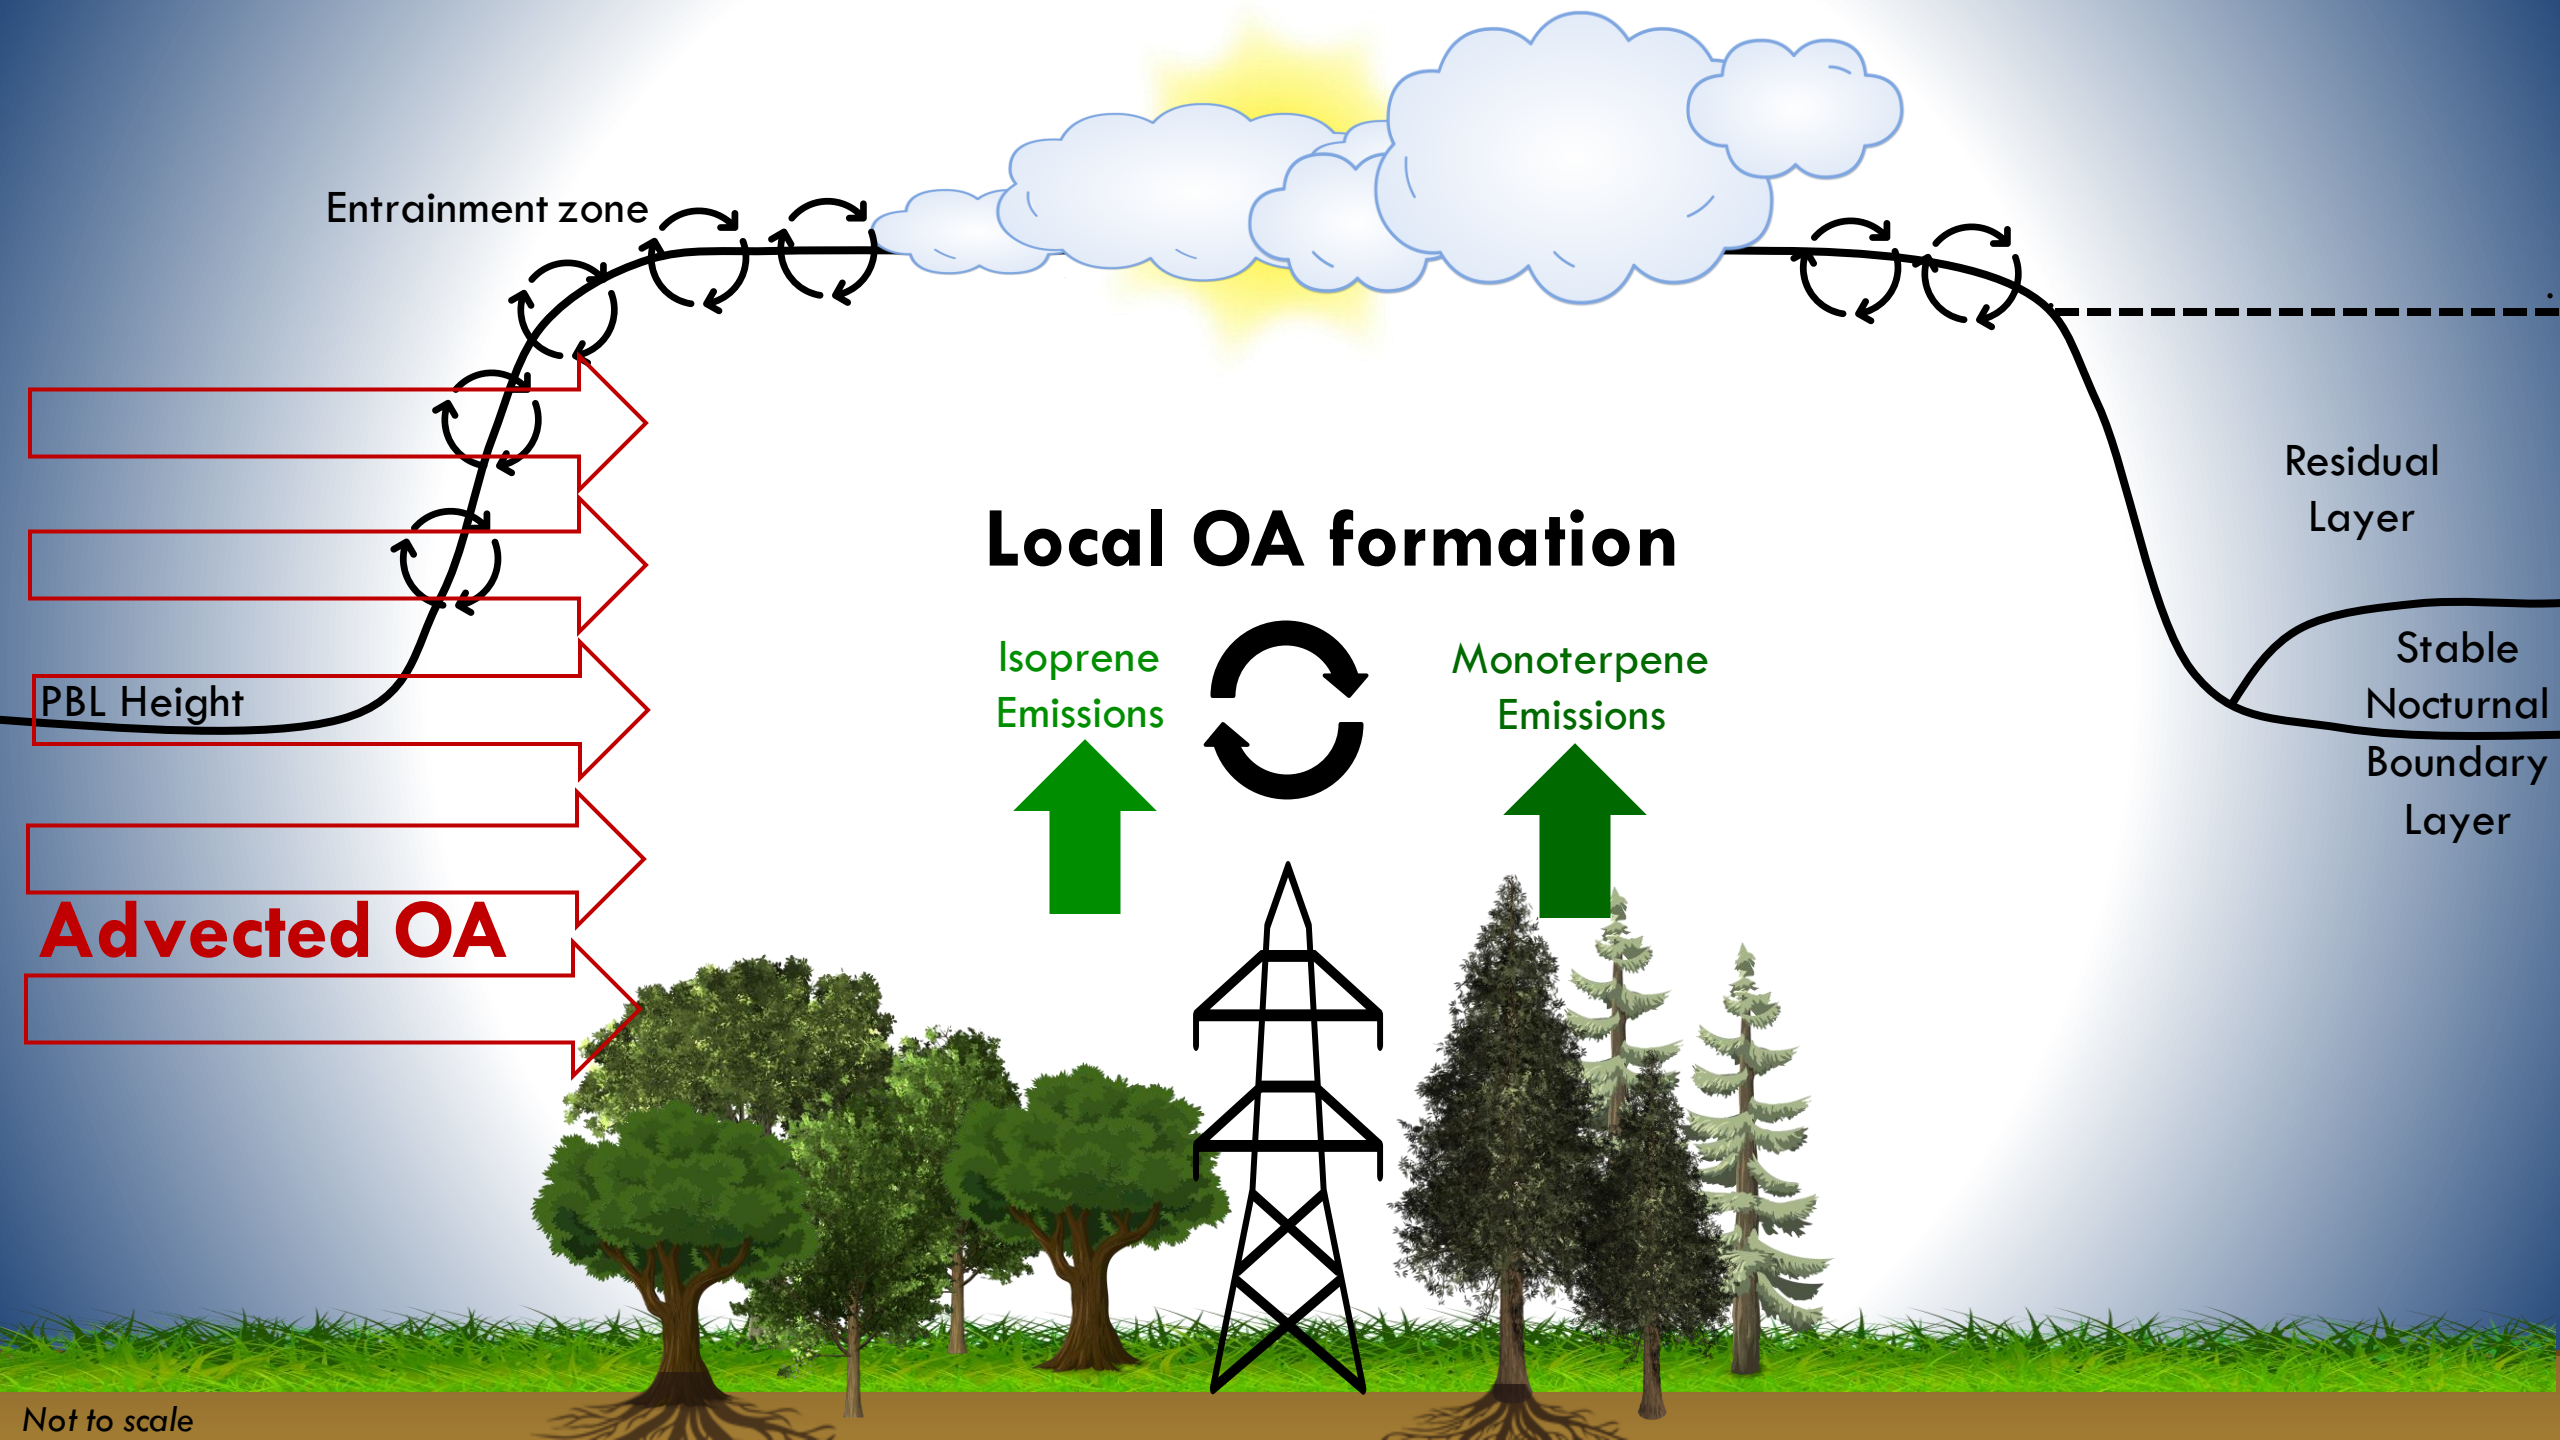 Entrainment zone
Residual
Layer
Local OA formation
Isoprene
Emissions
Monoterpene
Emissions
PBL Height
Stable
Nocturnal
Boundary
Layer
Advected OA
Not to scale